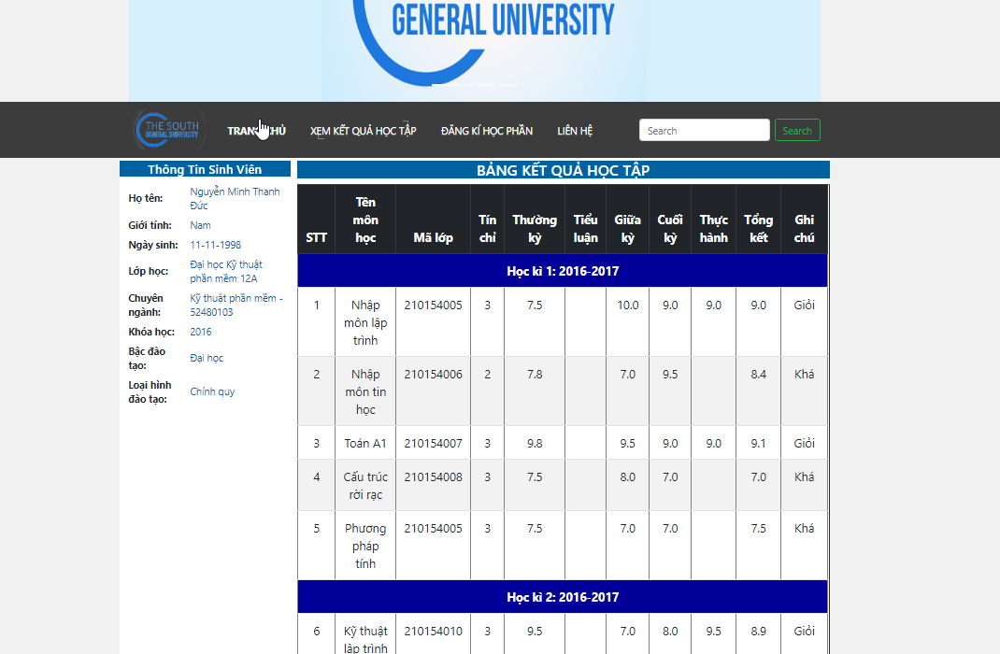 GENERAL UNIVERSITY
THE SOUTH
GENERAL UNIVERSITY
XEM KẾT QUẢ HỌC TẬP
ĐĂNG KÍ HỌC PHẦN
LIÊN HỆ
Search
Search
Thông Tin Sinh Viên
Họ tên: Nguyễn Minh Thanh
Đức
Giới tính: Nam
Ngày sinh: 11-11-1998
Lớp học: Đại học Kỹ thuật
phần mềm 12A
Chuyên
ngành: Kỹ thuật phần mềm -
52480103
Khóa học: 2016
Bậc đào
tạo: Đại học
Loại hình
đào tạo: Chính quy
BẢNG KẾT QUẢ HỌC TẬP
STT
Tên
môn
học
Mã lớp
Tín
chỉ
Thường
kỳ
Tiểu
luận
Giữa
kỳ
Cuối
kỳ
Thực
hành
Tổng
kết
Ghi
chú
Học kì 1: 2016-2017
1 Nhập 210154005 3 7.5 10.0 9.0 9.0 9.0 Giỏi
môn lập
trình
2 Nhập 210154006 2 7.8 7.0 9.5 8.4 Khá
môn tin
học
3 Toán A1 210154007 3 9.8 9.5 9.0 9.0 9.1 Giỏi
4 Cấu trúc 210154008 3 7.5 8.0 7.0 7.0 Khá
rời rạc
5 Phương 210154005 3 7.5 7.0 7.0 7.5 Khá
pháp
tính
Học kì 2: 2016-2017
6 Kỹ thuật 210154010 3 9.5 7.0 8.0 9.5 8.9 Giỏi
lập trình